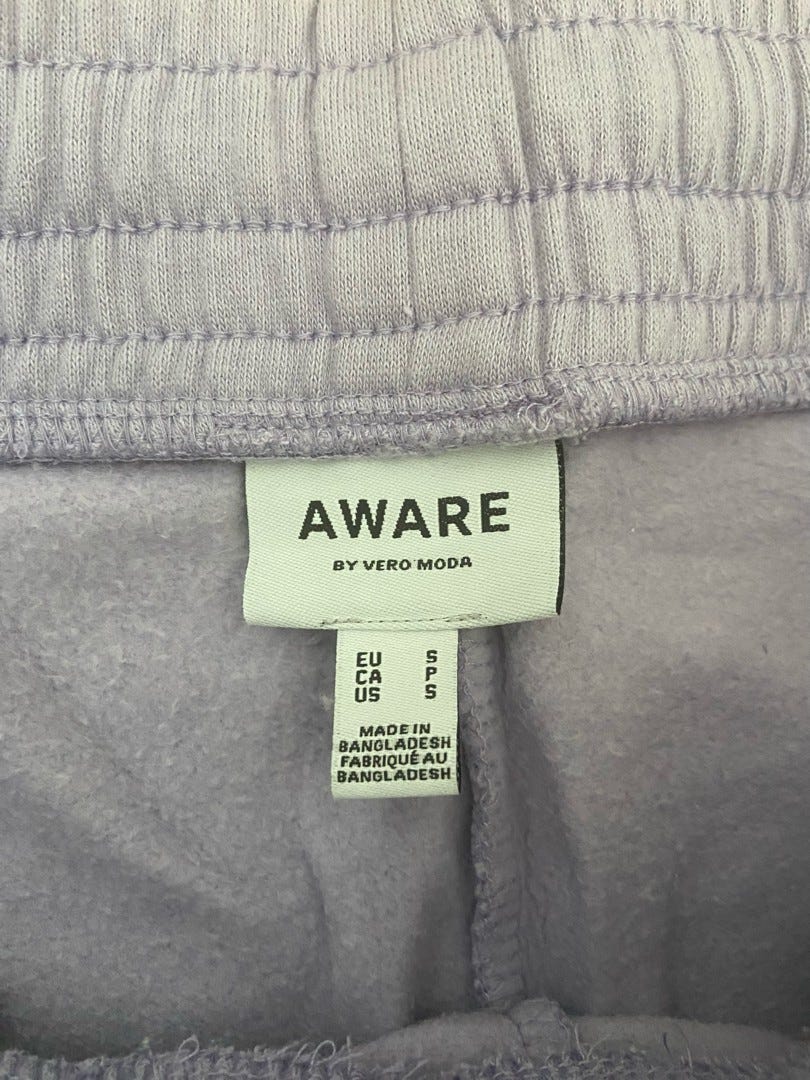 AWARE
BY VERO MODA
EU S
CA P
US S
MADE IN
BANGLADESH
FABRIQUÉ AU
BANGLADESH